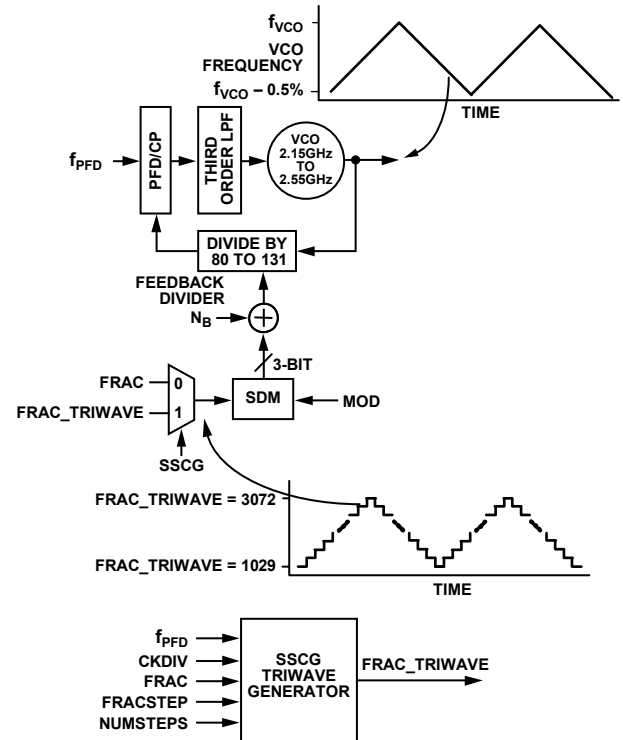 fVCO
VCO
FREQUENCY
fVCO – 0.5%
TIME
fPFD
PFD/CP
THIRD
ORDER LPF
VCO
2.15GHz
TO
2.55GHz
DIVIDE BY
80 TO 131
FEEDBACK
DIVIDER
NB
+
3-BIT
FRAC
0
FRAC_TRIWAVE
1
SDM
MOD
SSCG
FRAC_TRIWAVE = 3072
FRAC_TRIWAVE = 1029
TIME
fPFD
CKDIV
FRAC
FRACSTEP
NUMSTEPS
SSCG
TRIWAVE
GENERATOR
FRAC_TRIWAVE